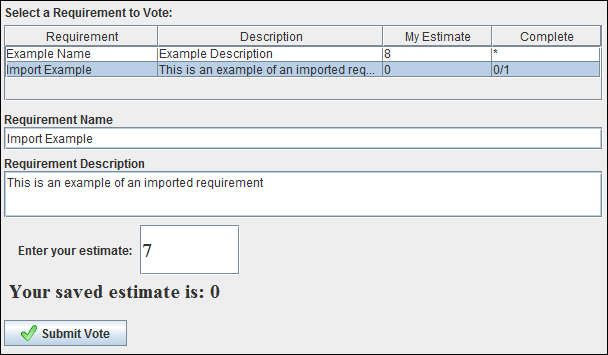 Select a Requirement to Vote:
Requirement Description My Estimate Complete
Example Name Example Description 8 *
Import Example This is an example of an imported req... 0 0/1
Requirement Name
Import Example
Requirement Description
This is an example of an imported requirement
Enter your estimate: 7
Your saved estimate is: 0
Submit Vote